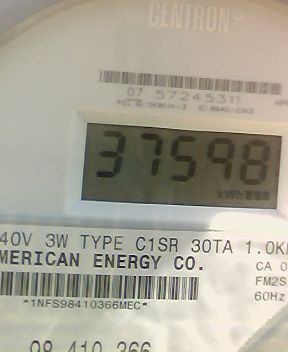 CENTRON®
07 57245311
37598
kWh
40V 3W TYPE C1SR 30TA 1.0K
MERICAN ENERGY CO.
CA 0
FM2S
*1NFS98410366MEC*
60Hz
98 410 366